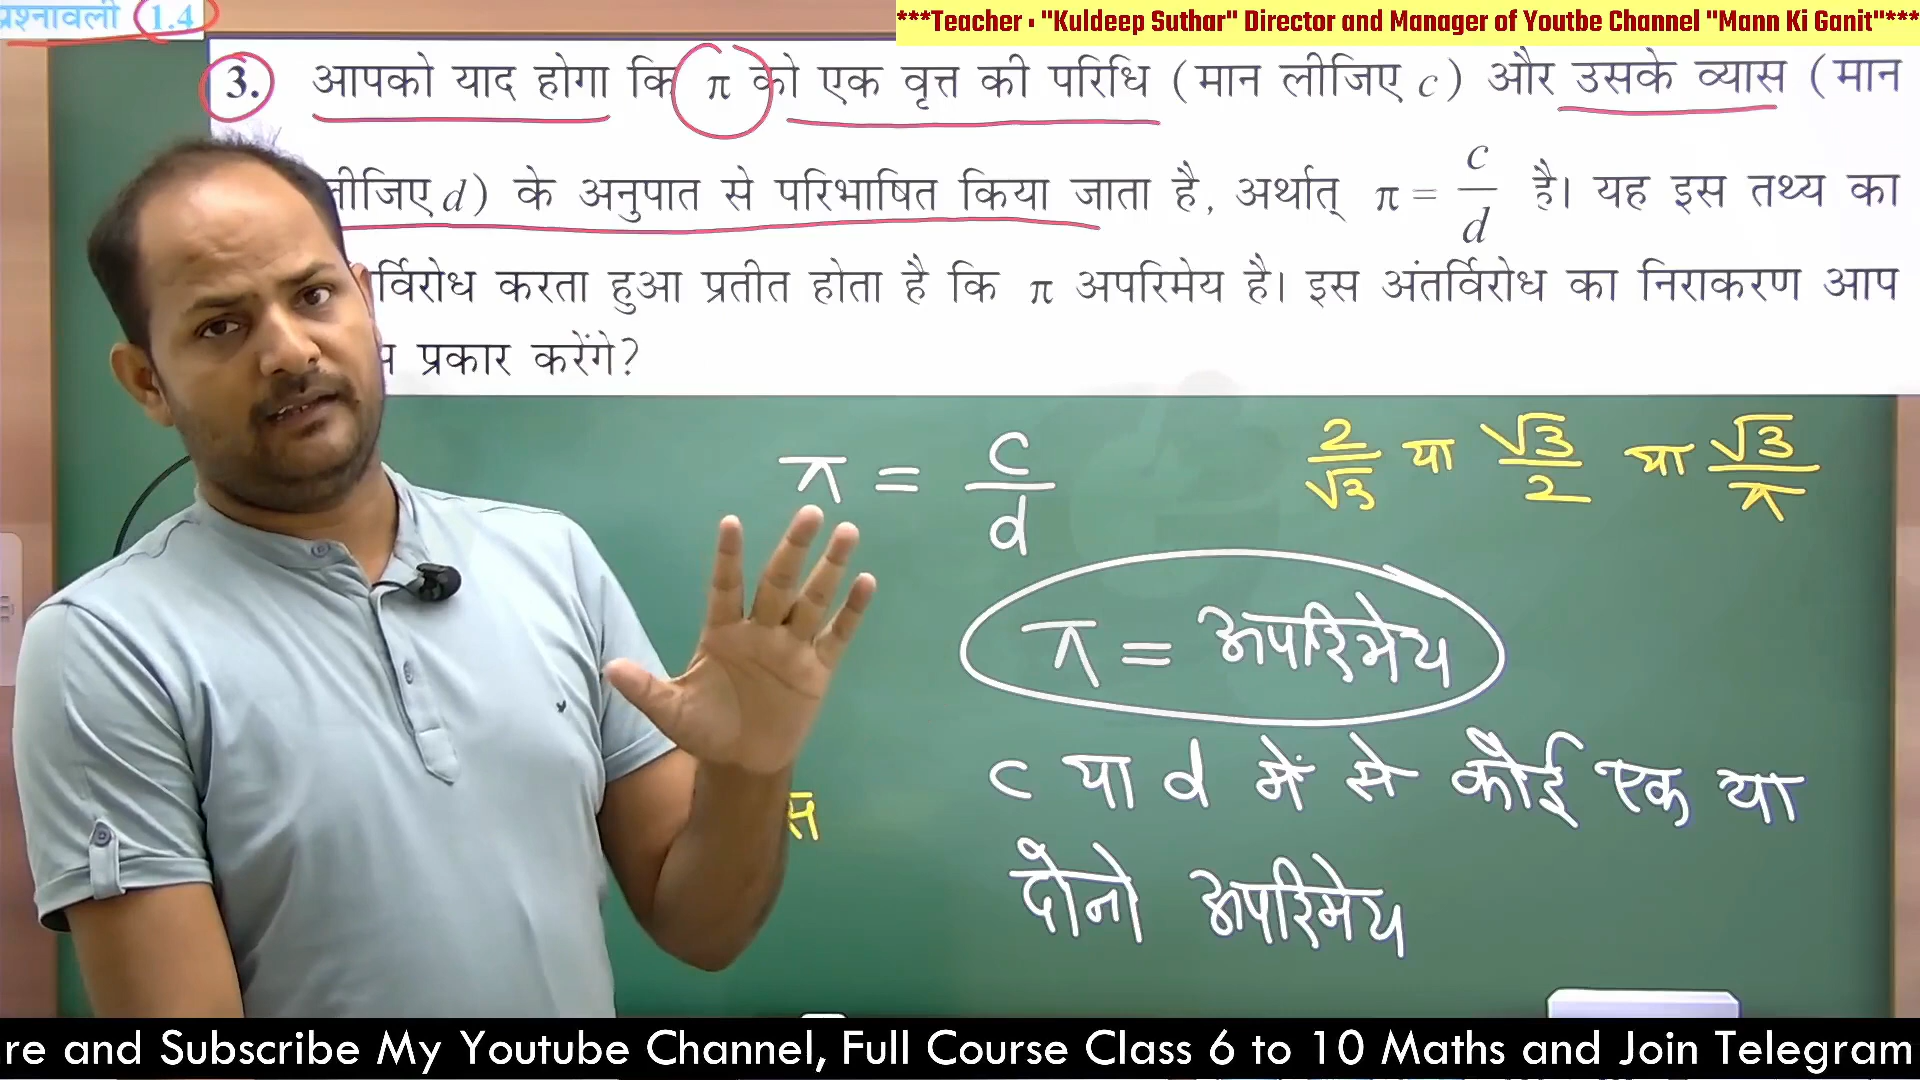 प्रश्नावली 1.4
***Teacher : "Kuldeep Suthar" Director and Manager of Youtbe Channel "Mann Ki Ganit"***
3. आपको याद होगा कि π को एक वृत्त की परिधि (मान लीजिए c) और उसके व्यास (मान
लीजिए d) के अनुपात से परिभाषित किया जाता है, अर्थात् π = c/d है। यह इस तथ्य का
र्विरोध करता हुआ प्रतीत होता है कि π अपरिमेय है। इस अंतर्विरोध का निराकरण आप
प्रकार करेंगे?
π = c/d
2/√3 या √3/2 या √3/π
π = अपरिमेय
c या d में से कोई एक या
दोनो अपरिमेय
स
re and Subscribe My Youtube Channel, Full Course Class 6 to 10 Maths and Join Telegram